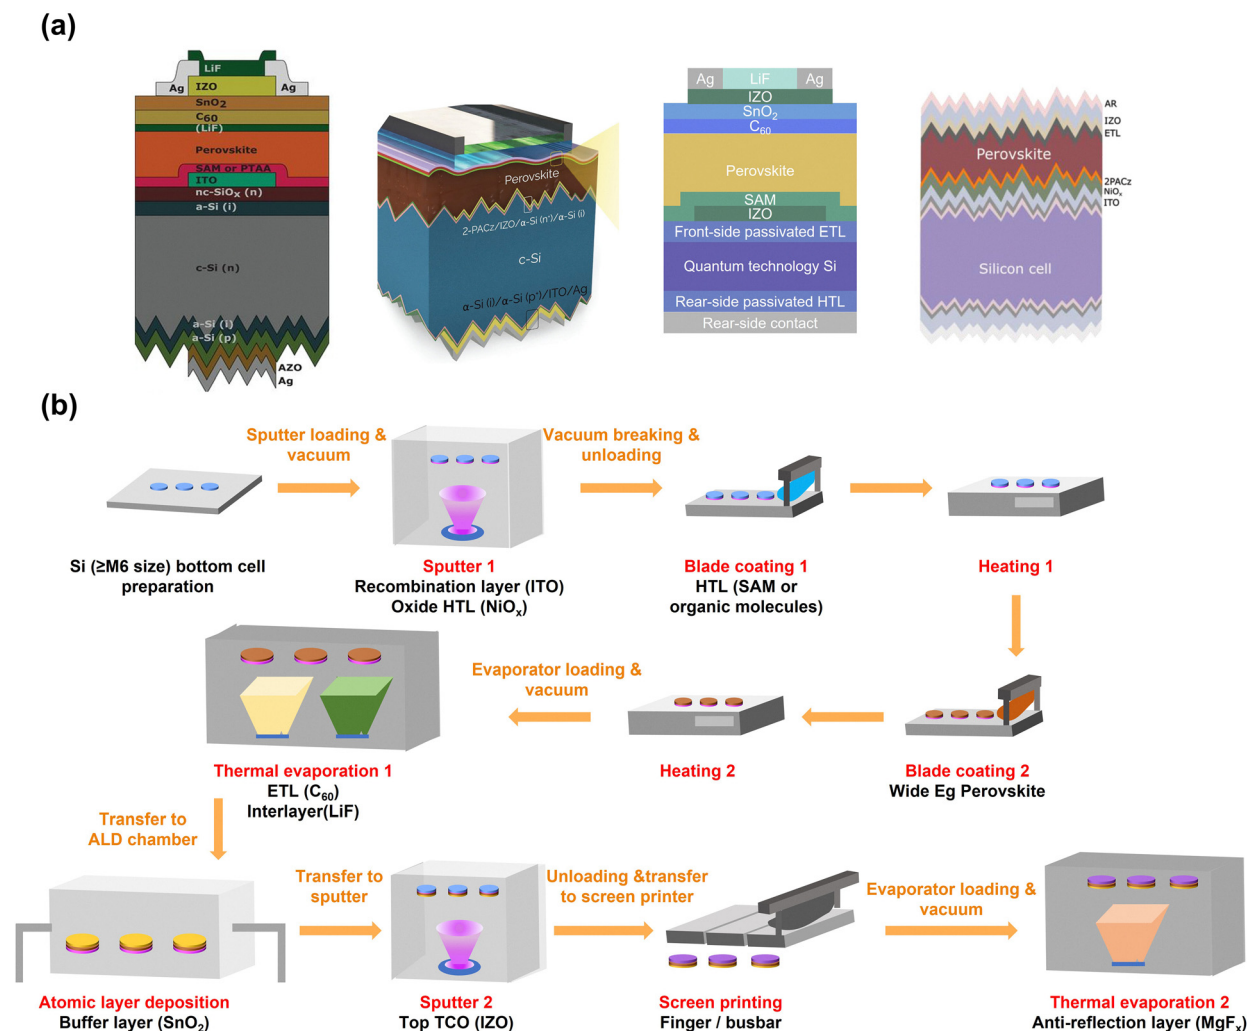 (a)
LiF
Ag
IZO
Ag
SnO2
C60
(LiF)
Perovskite
SAM or PTAA
ITO
nc-SiOx (n)
a-Si (i)
c-Si (n)
a-Si (i)
a-Si (p)
AZO
Ag
Perovskite
2-PACz/IZO/α-Si (n+)/α-Si (i)
c-Si
α-Si (i)/α-Si (p+)/ITO/Ag
Ag LiF Ag
IZO
SnO2
C60
Perovskite
SAM
IZO
Front-side passivated ETL
Quantum technology Si
Rear-side passivated HTL
Rear-side contact
AR
IZO
ETL
Perovskite
2PACz
NiOx
ITO
Silicon cell
(b)
Sputter loading &
vacuum
Vacuum breaking &
unloading
Si (≥M6 size) bottom cell
preparation
Sputter 1
Recombination layer (ITO)
Oxide HTL (NiOx)
Blade coating 1
HTL (SAM or
organic molecules)
Heating 1
Evaporator loading &
vacuum
Thermal evaporation 1
ETL (C60)
Interlayer(LiF)
Heating 2
Blade coating 2
Wide Eg Perovskite
Transfer to
ALD chamber
Transfer to
sputter
Unloading &transfer
to screen printer
Evaporator loading &
vacuum
Atomic layer deposition
Buffer layer (SnO2)
Sputter 2
Top TCO (IZO)
Screen printing
Finger / busbar
Thermal evaporation 2
Anti-reflection layer (MgFx)